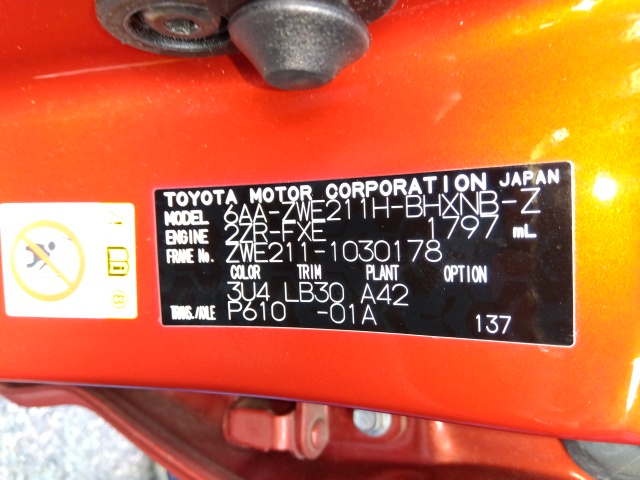 TOYOTA MOTOR CORPORATION JAPAN
MODEL 6AA-ZWE211H-BHXNB-Z
ENGINE 2ZR-FXE 1797 mL
FRAME No. ZWE211-1030178
COLOR TRIM PLANT OPTION
3U4 LB30 A42
TRANS./AXLE P610 -01A
137